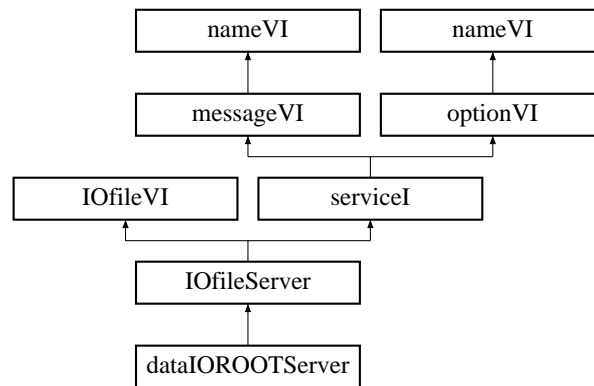 nameVI
nameVI
messageVI
optionVI
IOfileVI
serviceI
IOfileServer
dataIOROOTServer